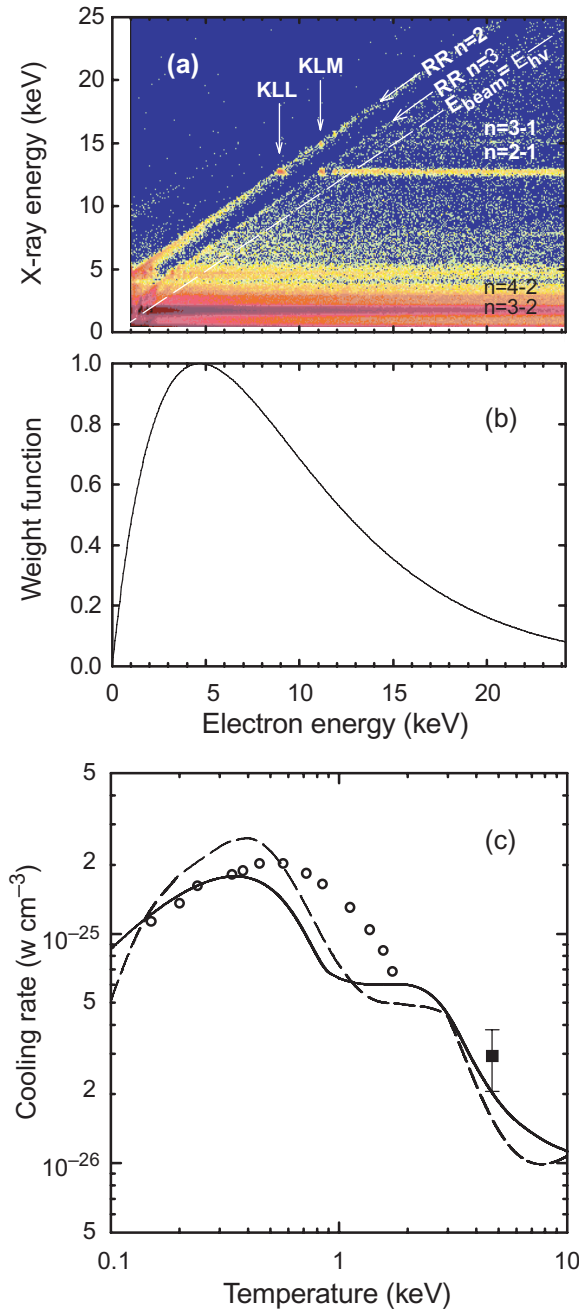 25
20
15
10
5
0
X-ray energy (keV)
(a)
KLL
KLM
RR n=2
RR n=3
E_beam = E_hν
n=3-1
n=2-1
n=4-2
n=3-2
1.0
0.8
0.6
0.4
0.2
0.0
Weight function
(b)
0 5 10 15 20
Electron energy (keV)
5
2
10⁻²⁵
5
2
10⁻²⁶
5
Cooling rate (w cm⁻³)
(c)
0.1 1 10
Temperature (keV)